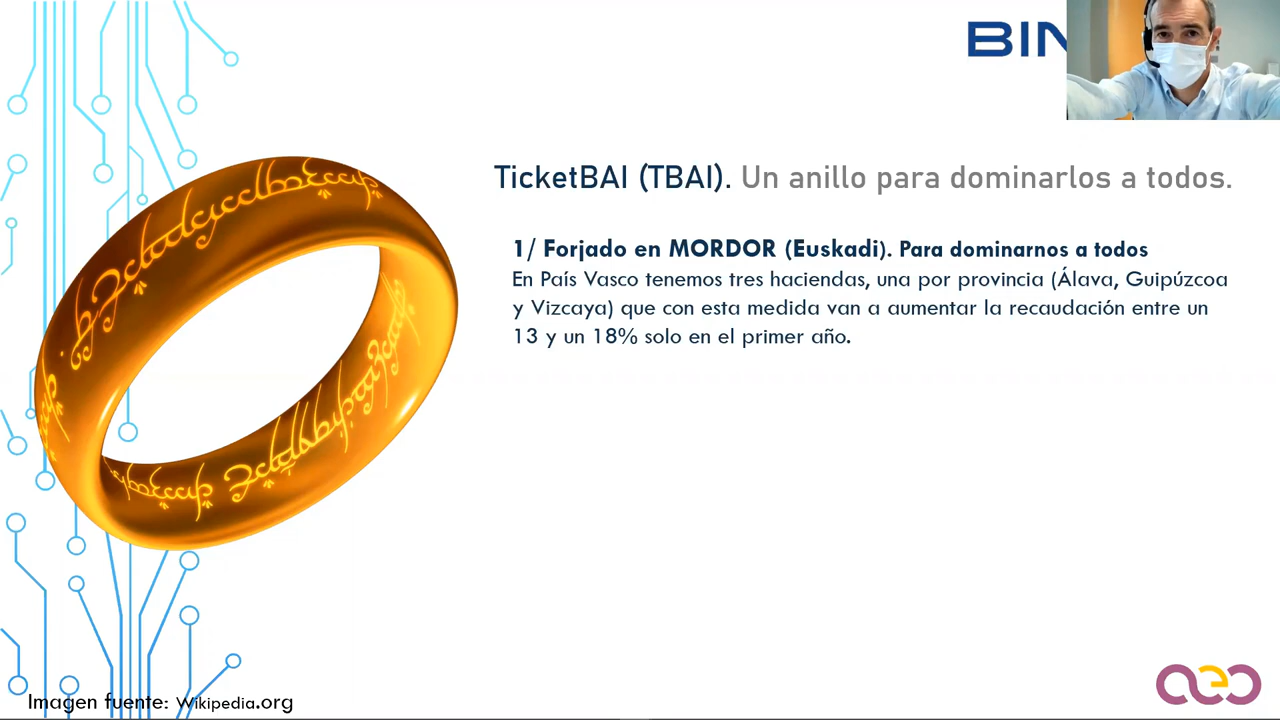 BIN
TicketBAI (TBAI). Un anillo para dominarlos a todos.
1/ Forjado en MORDOR (Euskadi). Para dominarnos a todos
En País Vasco tenemos tres haciendas, una por provincia (Álava, Guipúzcoa
y Vizcaya) que con esta medida van a aumentar la recaudación entre un
13 y un 18% solo en el primer año.
Imagen fuente: Wikipedia.org